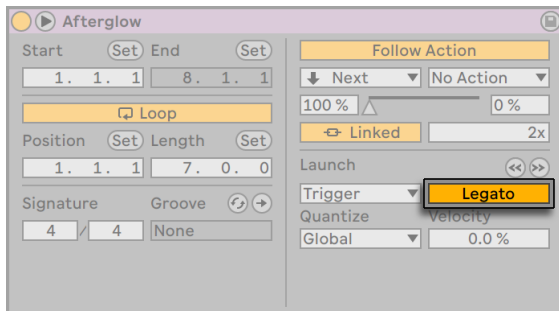 Afterglow
Start Set End Set
1. 1. 1 8. 1. 1
Loop
Position Set Length Set
1. 1. 1 7. 0. 0
Signature Groove
4 / 4 None
Follow Action
Next No Action
100 % 0 %
Linked 2x
Launch
Trigger Legato
Quantize Velocity
Global 0.0 %